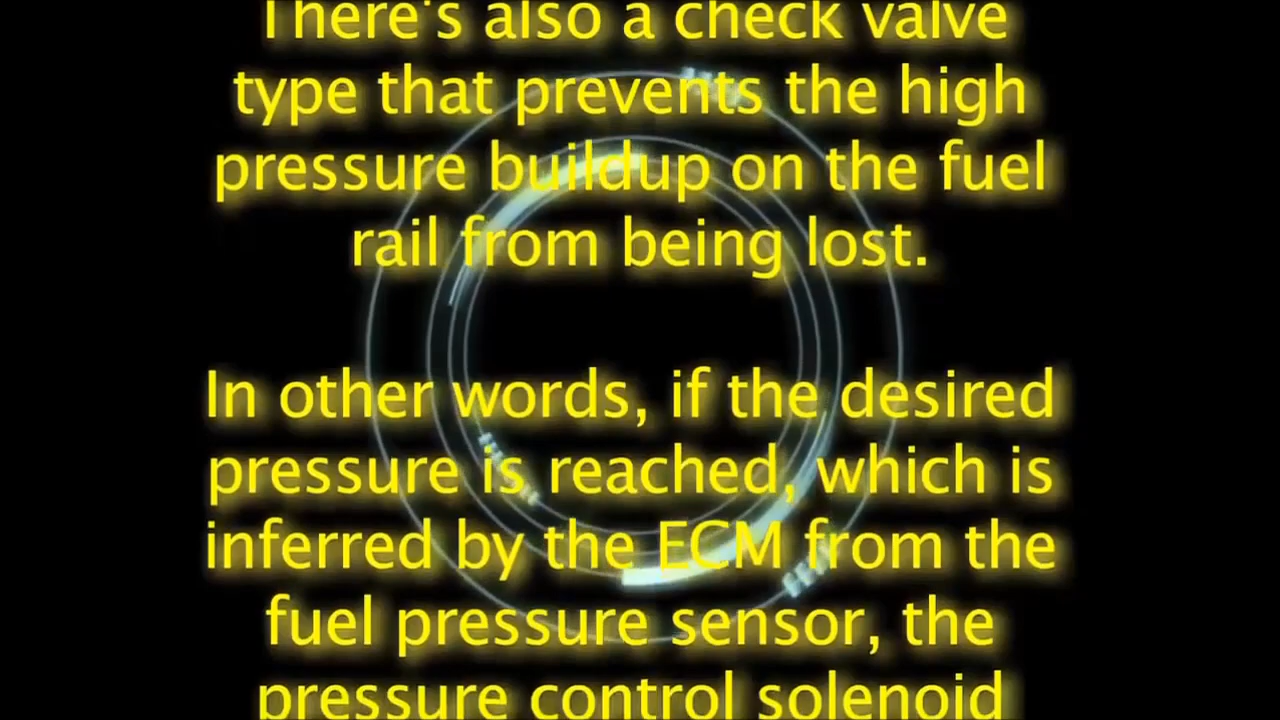 There's also a check valve
type that prevents the high
pressure buildup on the fuel
rail from being lost.
In other words, if the desired
pressure is reached, which is
inferred by the ECM from the
fuel pressure sensor, the
pressure control solenoid